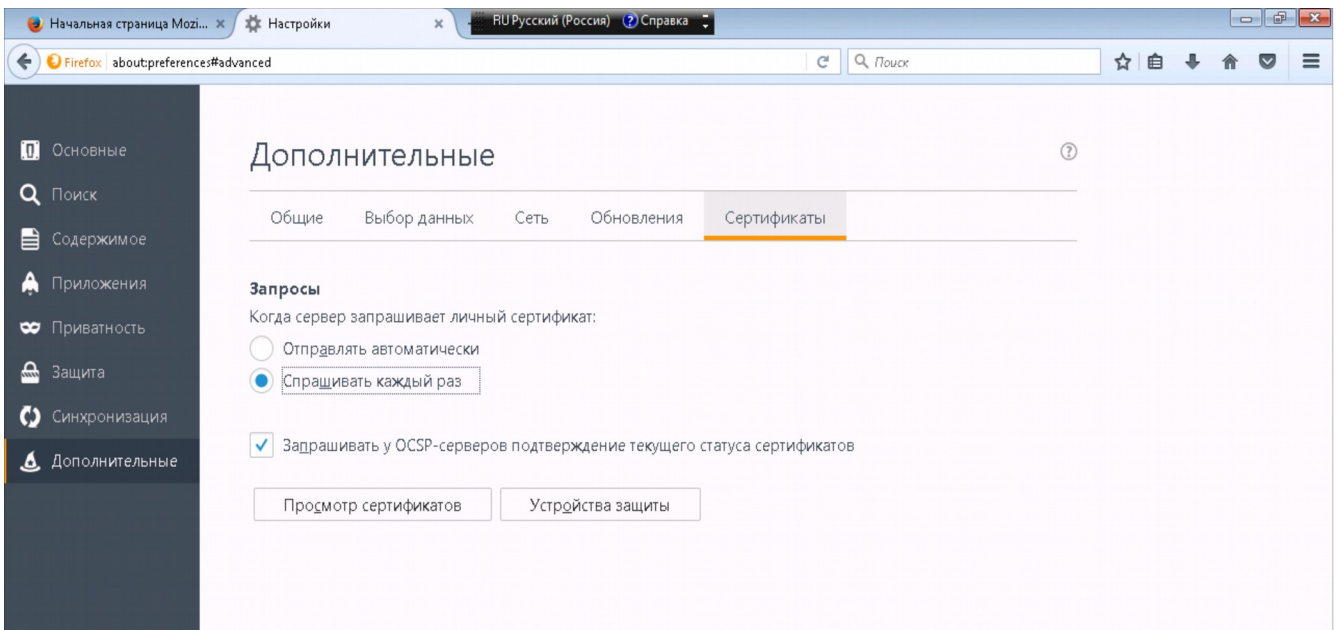 Начальная страница Mozi... Настройки RU Русский (Россия) Справка
Firefox about:preferences#advanced Поиск
Основные
Поиск
Содержимое
Приложения
Приватность
Защита
Синхронизация
Дополнительные
Дополнительные
Общие Выбор данных Сеть Обновления Сертификаты
Запросы
Когда сервер запрашивает личный сертификат:
Отправлять автоматически
Спрашивать каждый раз
Запрашивать у OCSP-серверов подтверждение текущего статуса сертификатов
Просмотр сертификатов Устройства защиты